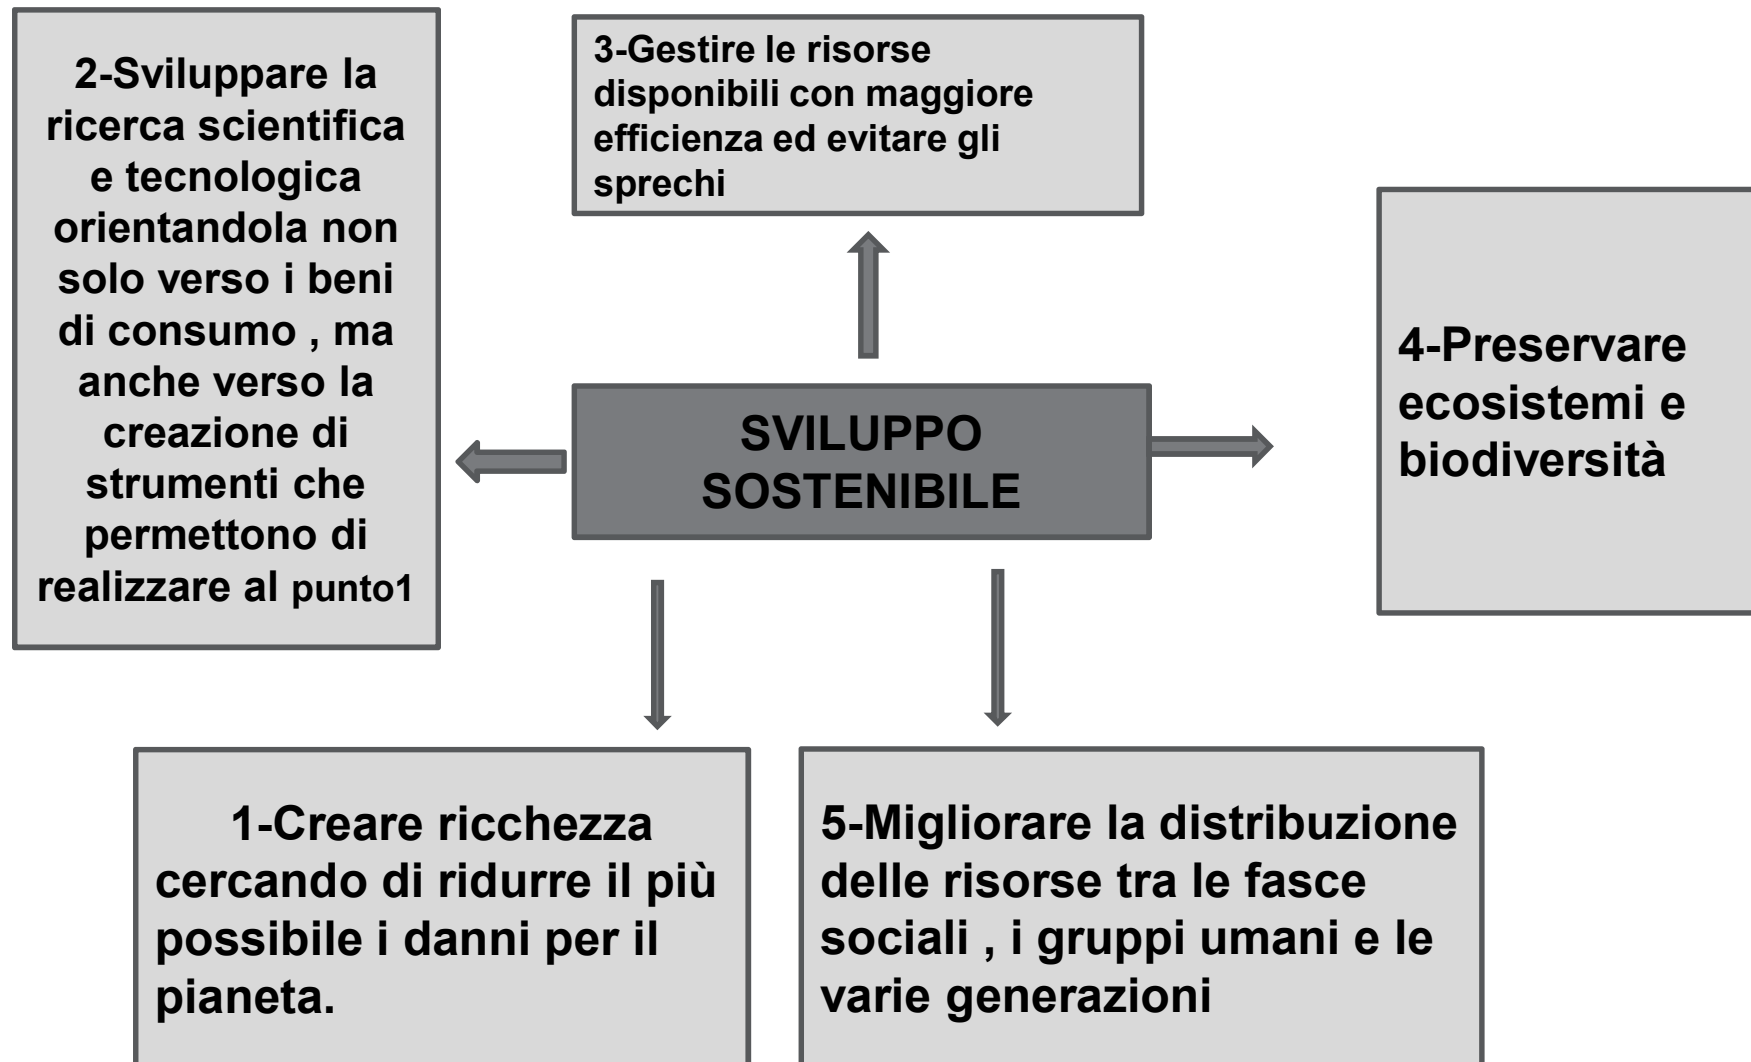 2-Sviluppare la
ricerca scientifica
e tecnologica
orientandola non
solo verso i beni
di consumo , ma
anche verso la
creazione di
strumenti che
permettono di
realizzare al punto1
3-Gestire le risorse
disponibili con maggiore
efficienza ed evitare gli
sprechi
4-Preservare
ecosistemi e
biodiversità
SVILUPPO
SOSTENIBILE
1-Creare ricchezza
cercando di ridurre il più
possibile i danni per il
pianeta.
5-Migliorare la distribuzione
delle risorse tra le fasce
sociali , i gruppi umani e le
varie generazioni